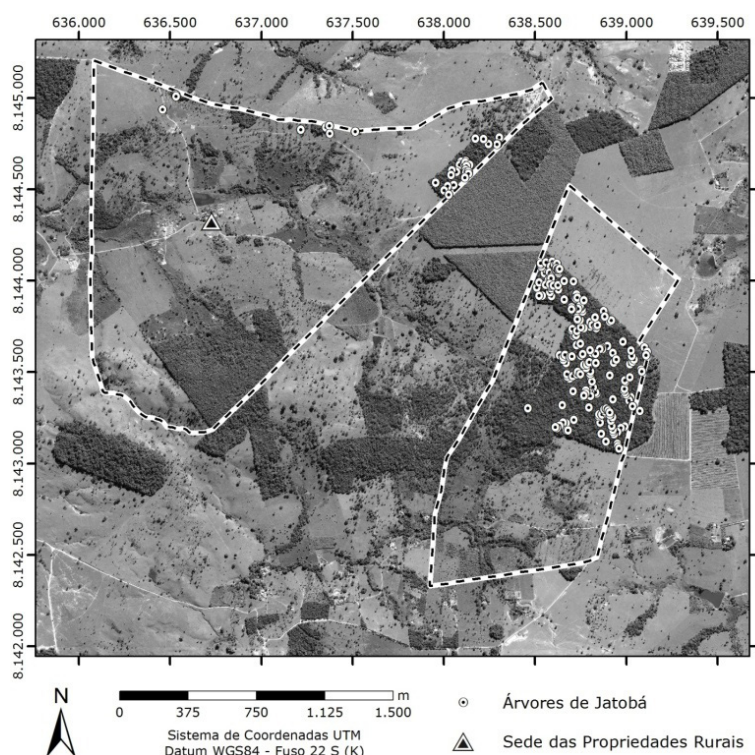 636.000 636.500 637.000 637.500 638.000 638.500 639.000 639.500
8.145.000
8.144.500
8.144.000
8.143.500
8.143.000
8.142.500
8.142.000
N
m
0 375 750 1.125 1.500
Sistema de Coordenadas UTM
Datum WGS84 - Fuso 22 S (K)
Árvores de Jatobá
Sede das Propriedades Rurais